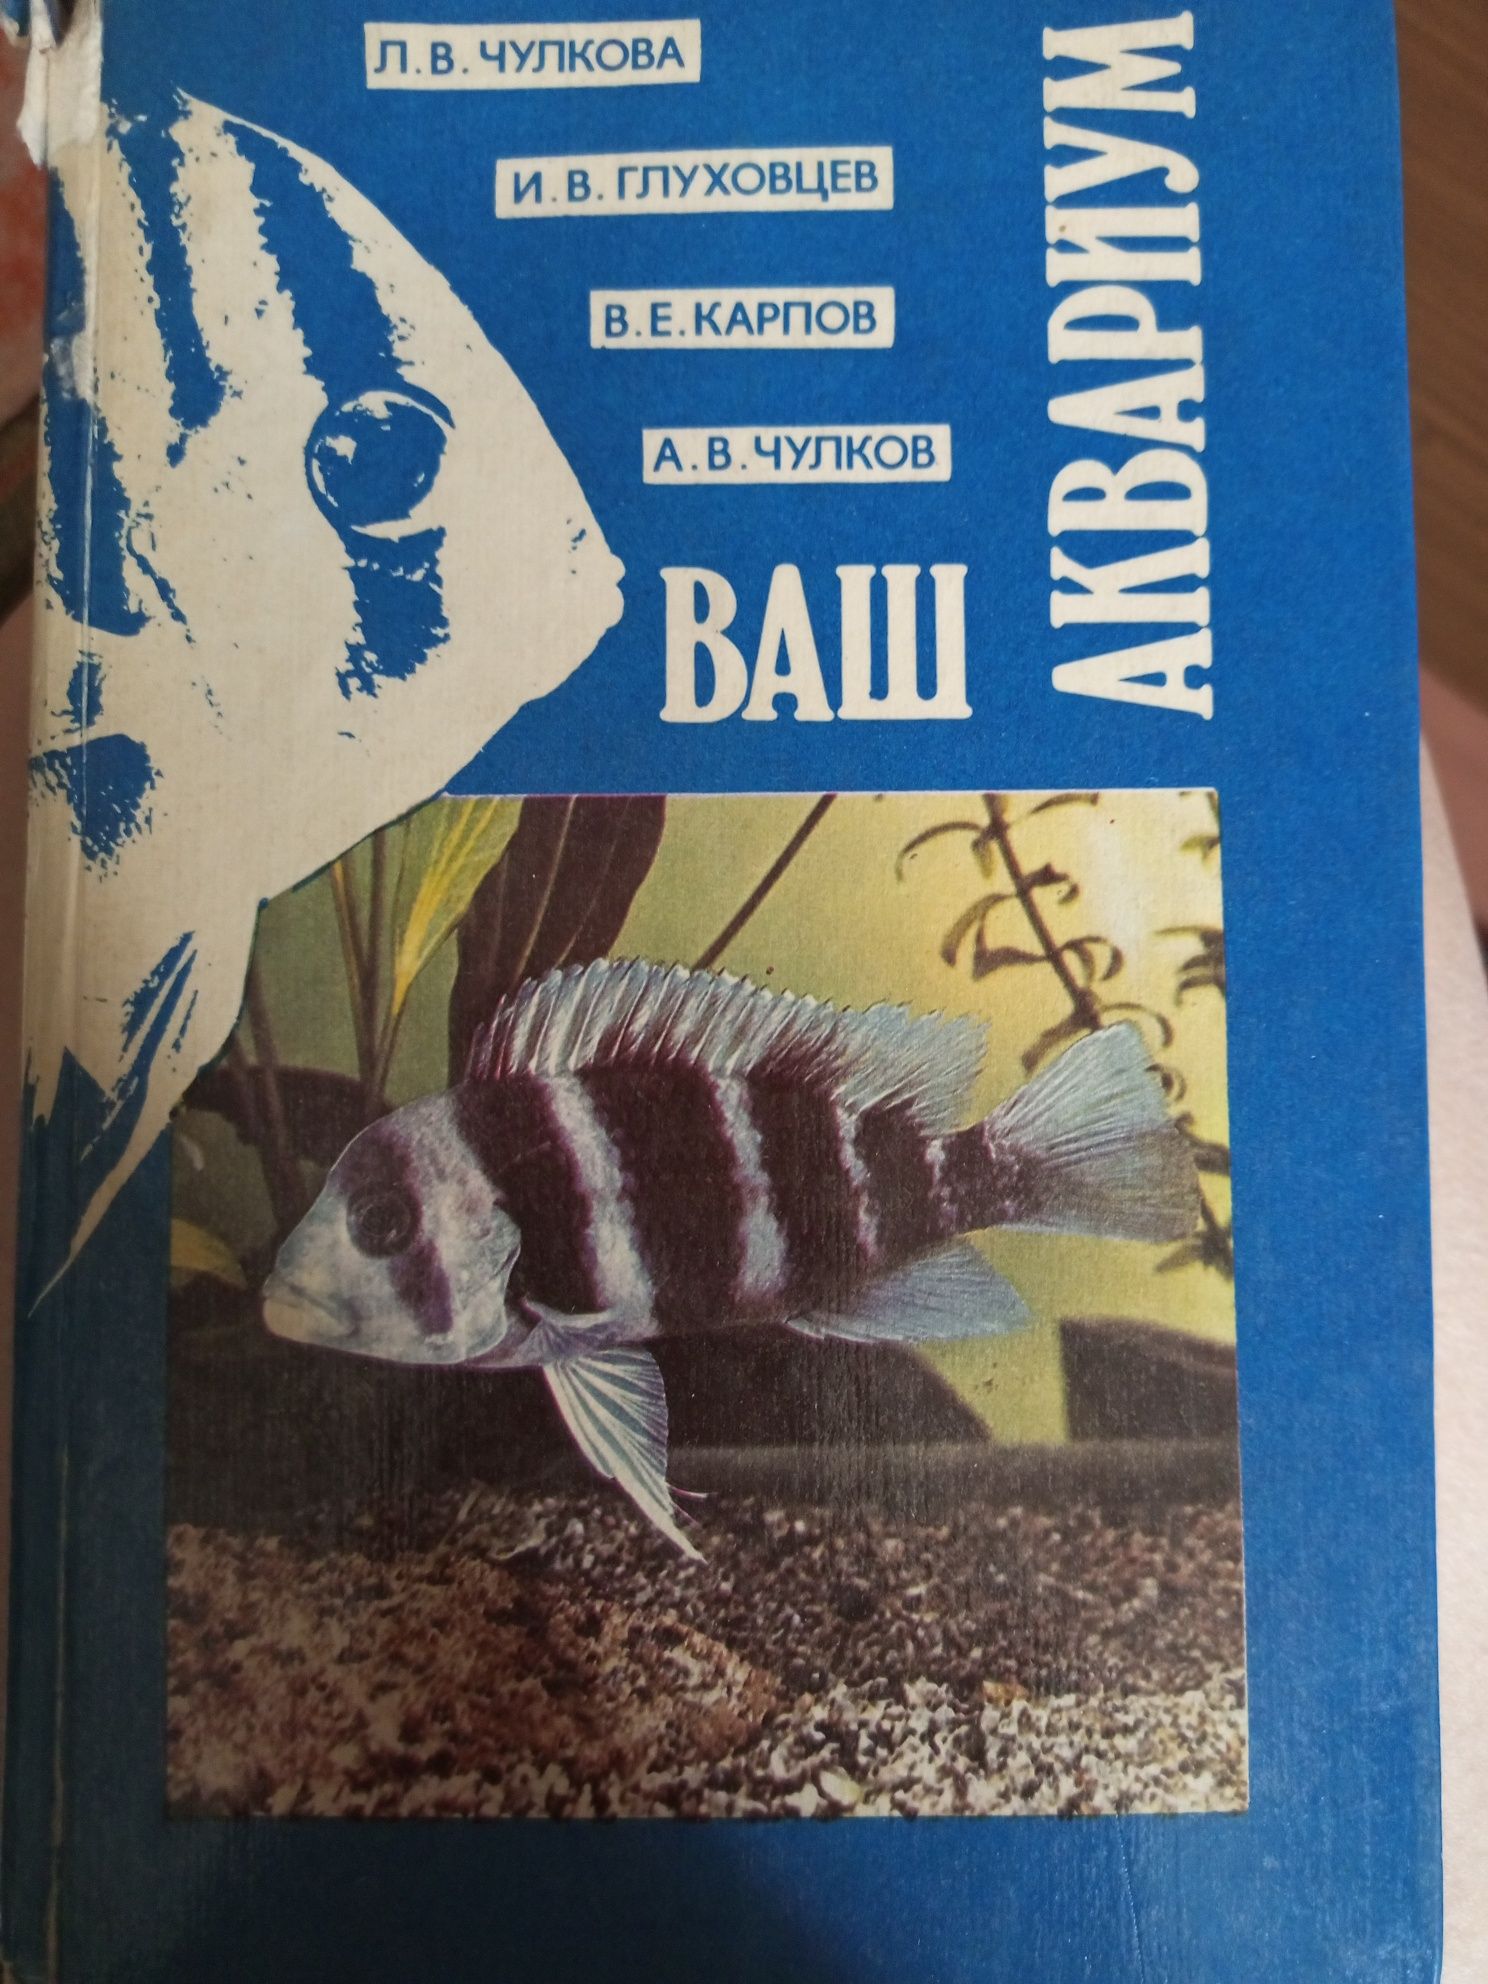 Л. В. ЧУЛКОВА
И. В. ГЛУХОВЦЕВ
В. Е. КАРПОВ
А. В. ЧУЛКОВ
ВАШ
АКВАРИУМ